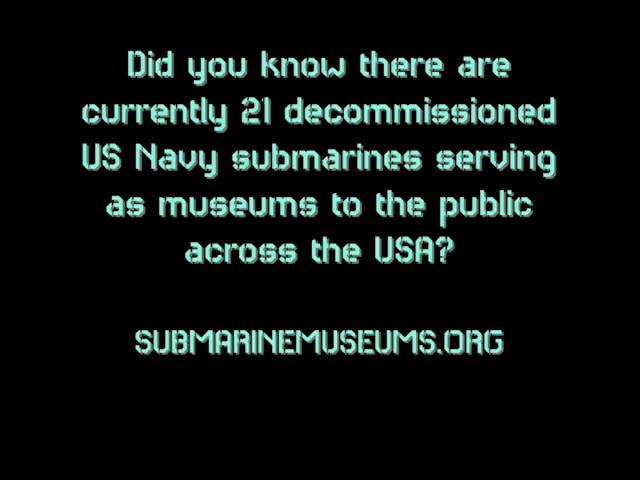 Did you know there are
currently 21 decommissioned
US Navy submarines serving
as museums to the public
across the USA?
SUBMARINEMUSEUMS.ORG